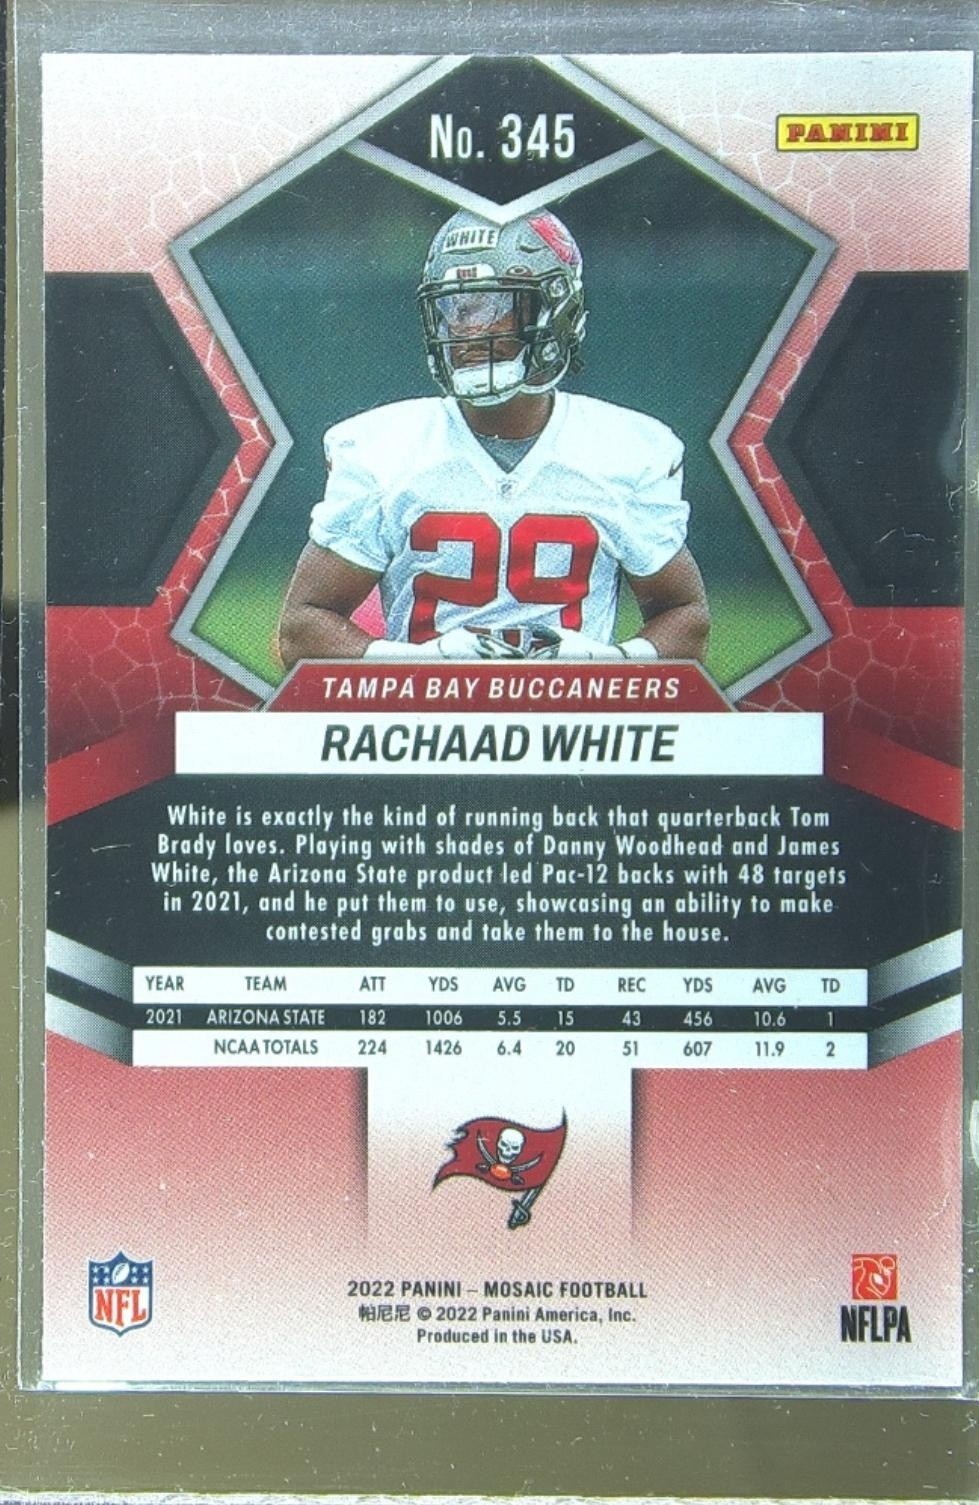 No. 345
PANINI
WHITE
29
TAMPA BAY BUCCANEERS
RACHAAD WHITE
White is exactly the kind of running back that quarterback Tom
Brady loves. Playing with shades of Danny Woodhead and James
White, the Arizona State product led Pac-12 backs with 48 targets
in 2021, and he put them to use, showcasing an ability to make
contested grabs and take them to the house.
YEAR TEAM ATT YDS AVG TD REC YDS AVG TD
2021 ARIZONA STATE 182 1006 5.5 15 43 456 10.6 1
NCAA TOTALS 224 1426 6.4 20 51 607 11.9 2
NFL
2022 PANINI – MOSAIC FOOTBALL
帕尼尼 © 2022 Panini America, Inc.
Produced in the USA.
NFLPA